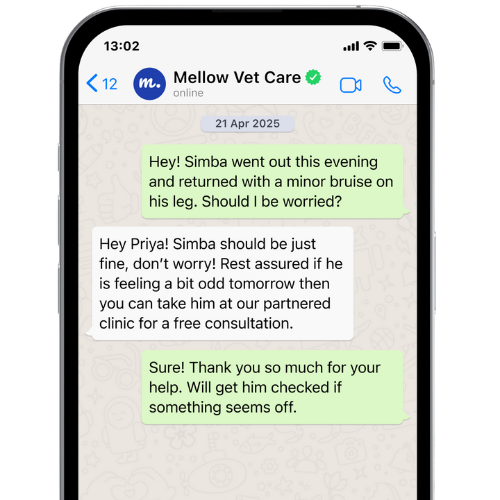 13:02
12
m.
Mellow Vet Care
online
21 Apr 2025
Hey! Simba went out this evening
and returned with a minor bruise on
his leg. Should I be worried?
Hey Priya! Simba should be just
fine, don’t worry! Rest assured if he
is feeling a bit odd tomorrow then
you can take him at our partnered
clinic for a free consultation.
Sure! Thank you so much for your
help. Will get him checked if
something seems off.